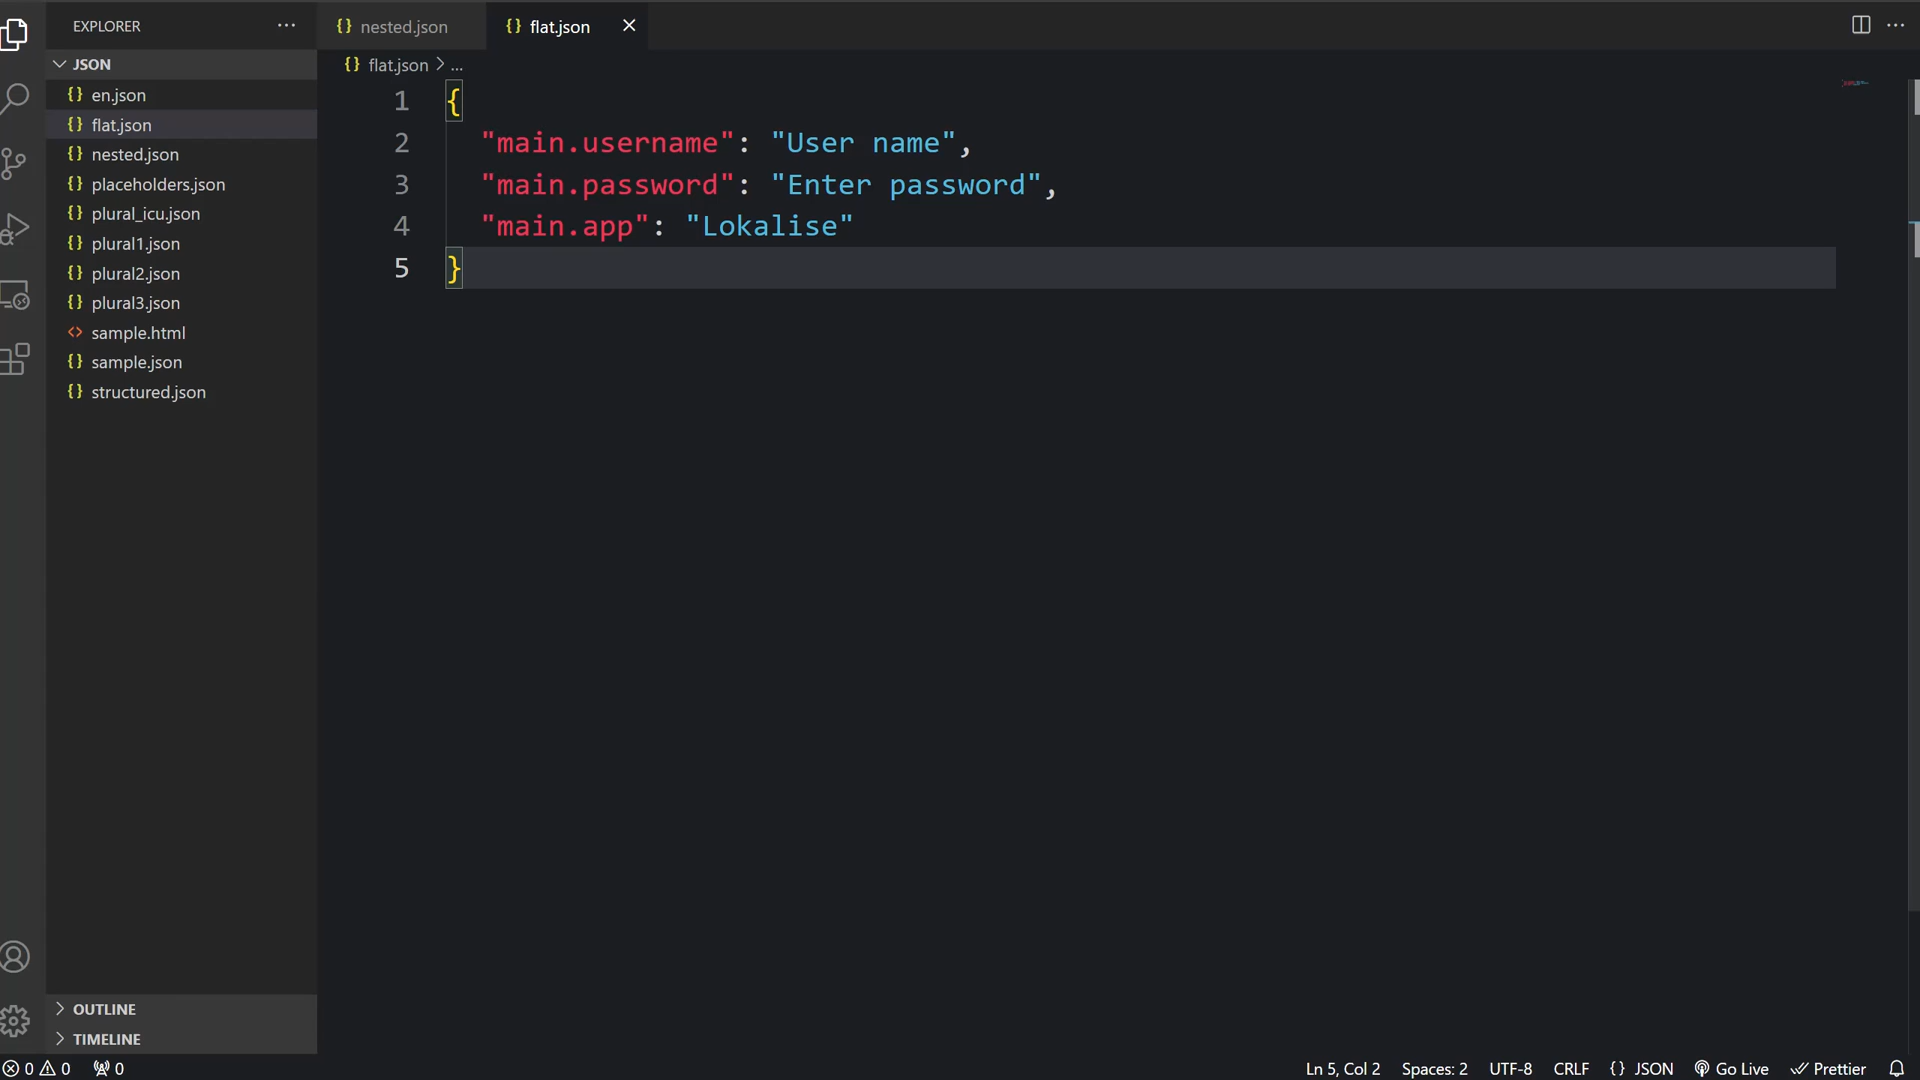 EXPLORER
JSON
{} en.json
{} flat.json
{} nested.json
{} placeholders.json
{} plural_icu.json
{} plural1.json
{} plural2.json
{} plural3.json
<> sample.html
{} sample.json
{} structured.json
OUTLINE
TIMELINE
{} nested.json
{} flat.json
{} flat.json > ...
1 {
2 "main.username": "User name",
3 "main.password": "Enter password",
4 "main.app": "Lokalise"
5 }
0 0 0
Ln 5, Col 2 Spaces: 2 UTF-8 CRLF {} JSON Go Live Prettier